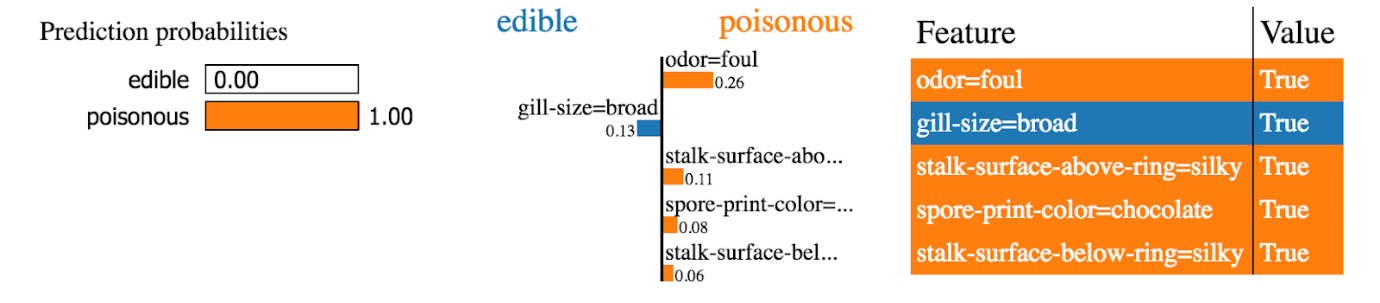 Prediction probabilities
edible 0.00
poisonous 1.00
edible poisonous
odor=foul
0.26
gill-size=broad
0.13
stalk-surface-abo...
0.11
spore-print-color=...
0.08
stalk-surface-bel...
0.06
Feature Value
odor=foul True
gill-size=broad True
stalk-surface-above-ring=silky True
spore-print-color=chocolate True
stalk-surface-below-ring=silky True